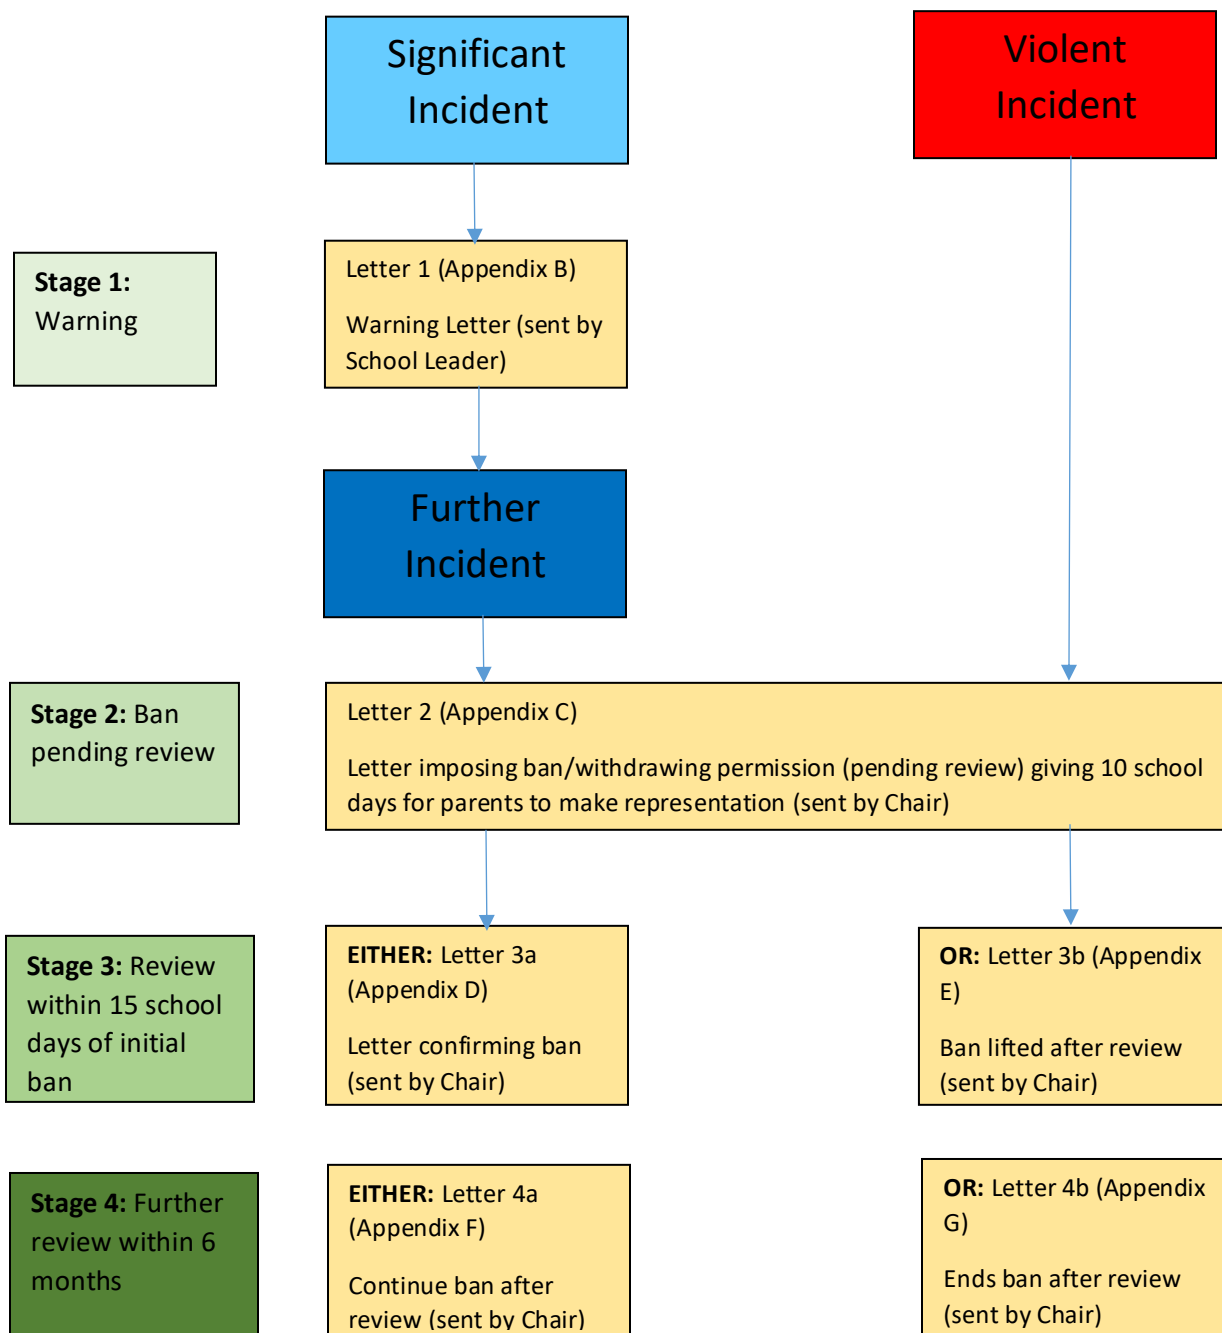 Significant
Incident
Violent
Incident
Stage 1:
Warning
Letter 1 (Appendix B)
Warning Letter (sent by
School Leader)
Further
Incident
Stage 2: Ban
pending review
Letter 2 (Appendix C)
Letter imposing ban/withdrawing permission (pending review) giving 10 school
days for parents to make representation (sent by Chair)
Stage 3: Review
within 15 school
days of initial
ban
EITHER: Letter 3a
(Appendix D)
Letter confirming ban
(sent by Chair)
OR: Letter 3b (Appendix
E)
Ban lifted after review
(sent by Chair)
Stage 4: Further
review within 6
months
EITHER: Letter 4a
(Appendix F)
Continue ban after
review (sent by Chair)
OR: Letter 4b (Appendix
G)
Ends ban after review
(sent by Chair)